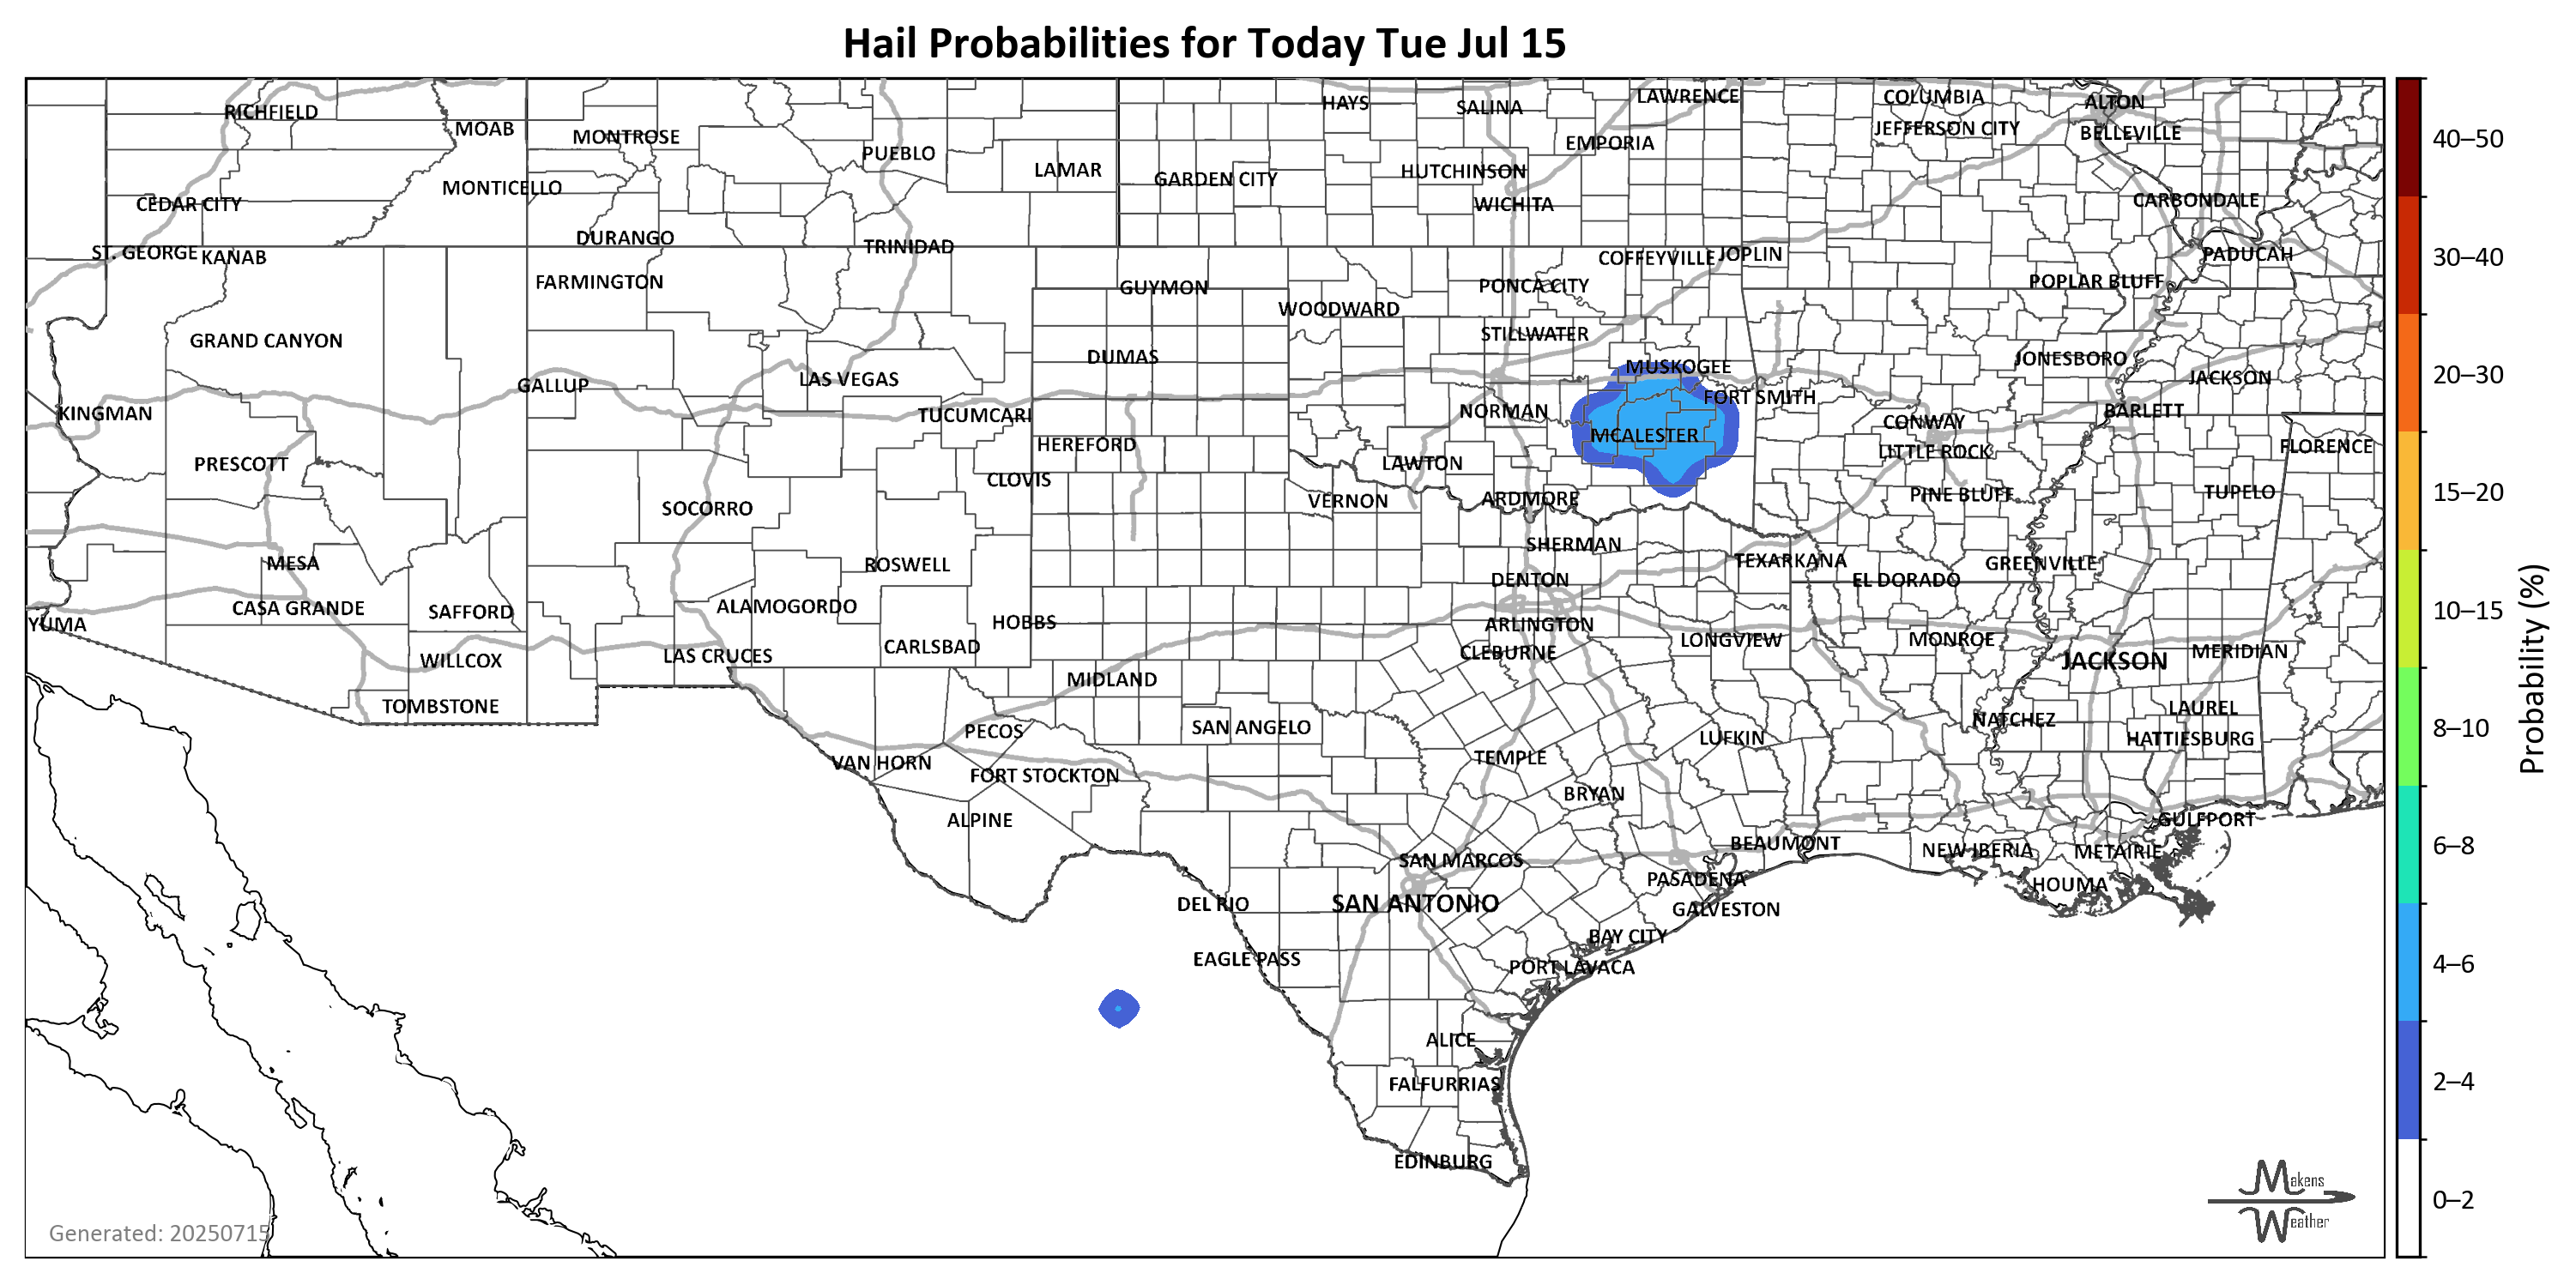 Hail Probabilities for Today Tue Jul 15
RICHFIELD
MOAB
MONTROSE
PUEBLO
LAMAR
HAYS
SALINA
LAWRENCE
COLUMBIA
ALTON
JEFFERSON CITY
BELLEVILLE
EMPORIA
HUTCHINSON
GARDEN CITY
MONTICELLO
CEDAR CITY
WICHITA
CARBONDALE
DURANGO
TRINIDAD
ST. GEORGE
KANAB
COFFEYVILLE
JOPLIN
PADUCAH
FARMINGTON
GUYMON
PONCA CITY
POPLAR BLUFF
WOODWARD
STILLWATER
GRAND CANYON
DUMAS
JONESBORO
MUSKOGEE
LAS VEGAS
GALLUP
JACKSON
FORT SMITH
KINGMAN
TUCUMCARI
NORMAN
BARLETT
CONWAY
MCALESTER
HEREFORD
FLORENCE
LITTLE ROCK
PRESCOTT
LAWTON
CLOVIS
TUPELO
VERNON
ARDMORE
PINE BLUFF
SOCORRO
SHERMAN
MESA
ROSWELL
TEXARKANA
GREENVILLE
DENTON
EL DORADO
CASA GRANDE
SAFFORD
ALAMOGORDO
HOBBS
YUMA
ARLINGTON
CARLSBAD
LONGVIEW
MONROE
CLEBURNE
WILLCOX
LAS CRUCES
JACKSON
MERIDIAN
MIDLAND
TOMBSTONE
LAUREL
NATCHEZ
SAN ANGELO
PECOS
LUFKIN
HATTIESBURG
TEMPLE
VAN HORN
FORT STOCKTON
BRYAN
ALPINE
GULFPORT
BEAUMONT
NEW IBERIA
METAIRIE
SAN MARCOS
PASADENA
HOUMA
DEL RIO
SAN ANTONIO
GALVESTON
BAY CITY
EAGLE PASS
PORT LAVACA
ALICE
FALFURRIAS
EDINBURG
Generated: 20250715
Makens
Weather
40–50
30–40
20–30
15–20
10–15
8–10
6–8
4–6
2–4
0–2
Probability (%)